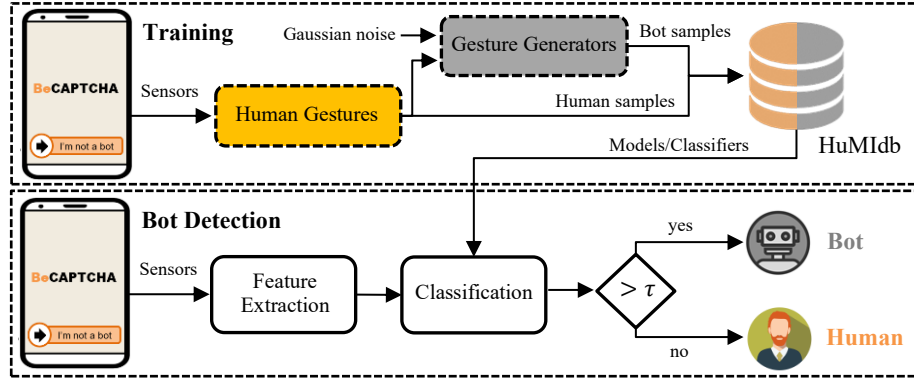 Training
Gaussian noise
Gesture Generators
Bot samples
BeCAPTCHA
Sensors
Human Gestures
Human samples
I'm not a bot
Models/Classifiers
HuMIdb
Bot Detection
BeCAPTCHA
Sensors
Feature
Extraction
Classification
> τ
yes
Bot
I'm not a bot
no
Human